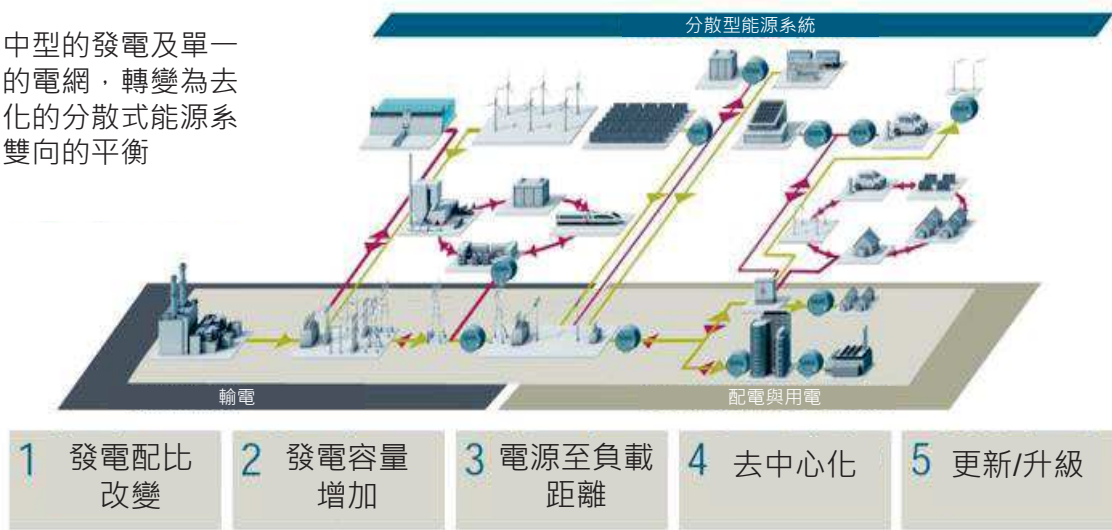 分散型能源系統
中型的發電及單一
的電網，轉變為去
化的分散式能源系
雙向的平衡
輸電
配電與用電
1 發電配比
改變
2 發電容量
增加
3 電源至負載
距離
4 去中心化
5 更新/升級